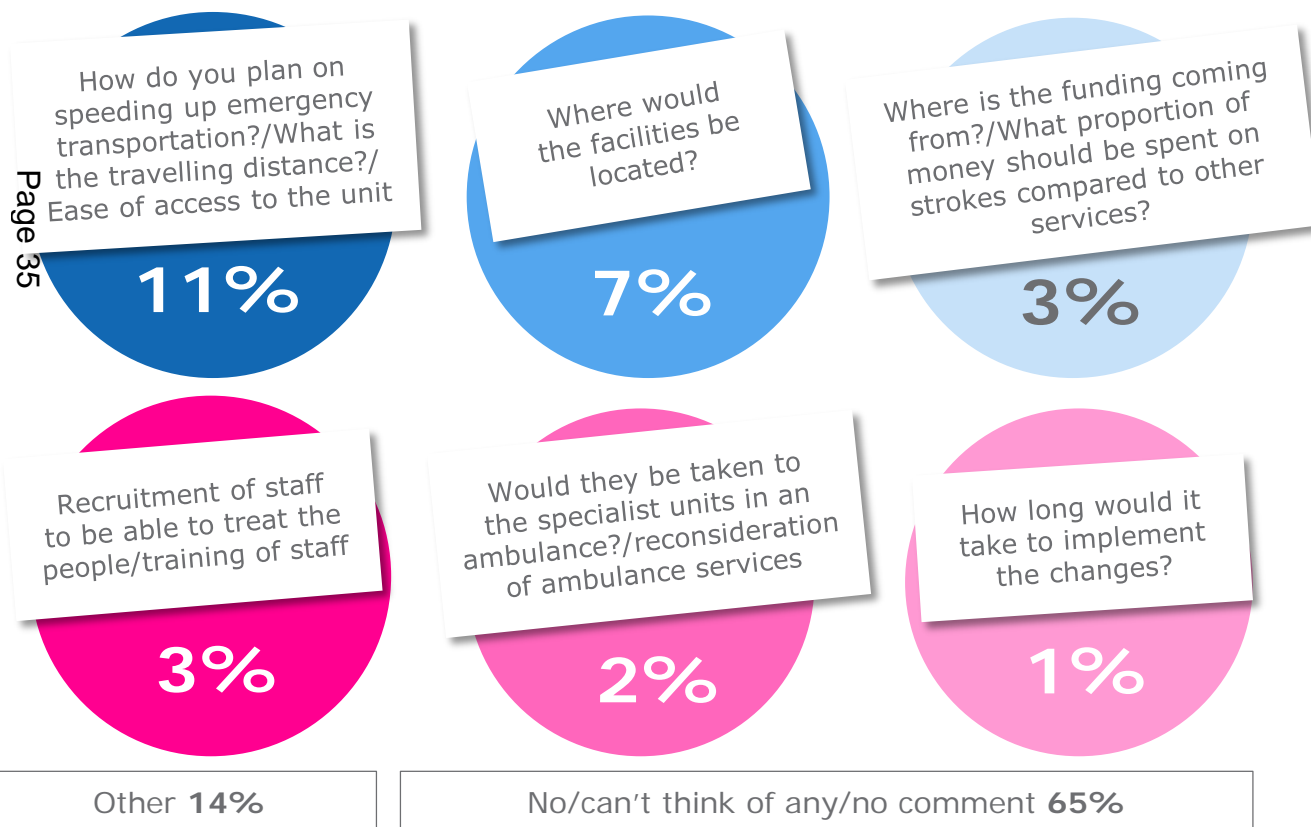 How do you plan on
speeding up emergency
transportation?/What is
the travelling distance?/
Ease of access to the unit
11%
Where would
the facilities be
located?
7%
Where is the funding coming
from?/What proportion of
money should be spent on
strokes compared to other
services?
3%
Page 35
Recruitment of staff
to be able to treat the
people/training of staff
3%
Would they be taken to
the specialist units in an
ambulance?/reconsideration
of ambulance services
2%
How long would it
take to implement
the changes?
1%
Other 14%
No/can't think of any/no comment 65%